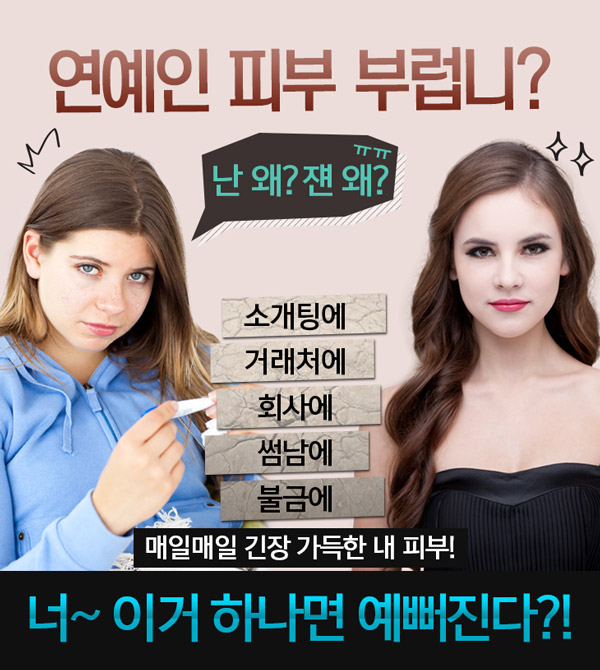 연예인 피부 부럽니?
ㅠㅠ
난 왜? 쟨 왜?
소개팅에
거래처에
회사에
썸남에
불금에
매일매일 긴장 가득한 내 피부!
너~ 이거 하나면 예뻐진다?!